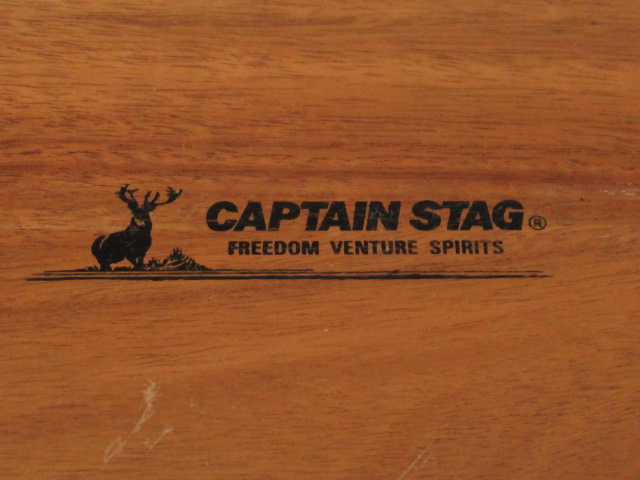 CAPTAIN STAG®
FREEDOM VENTURE SPIRITS